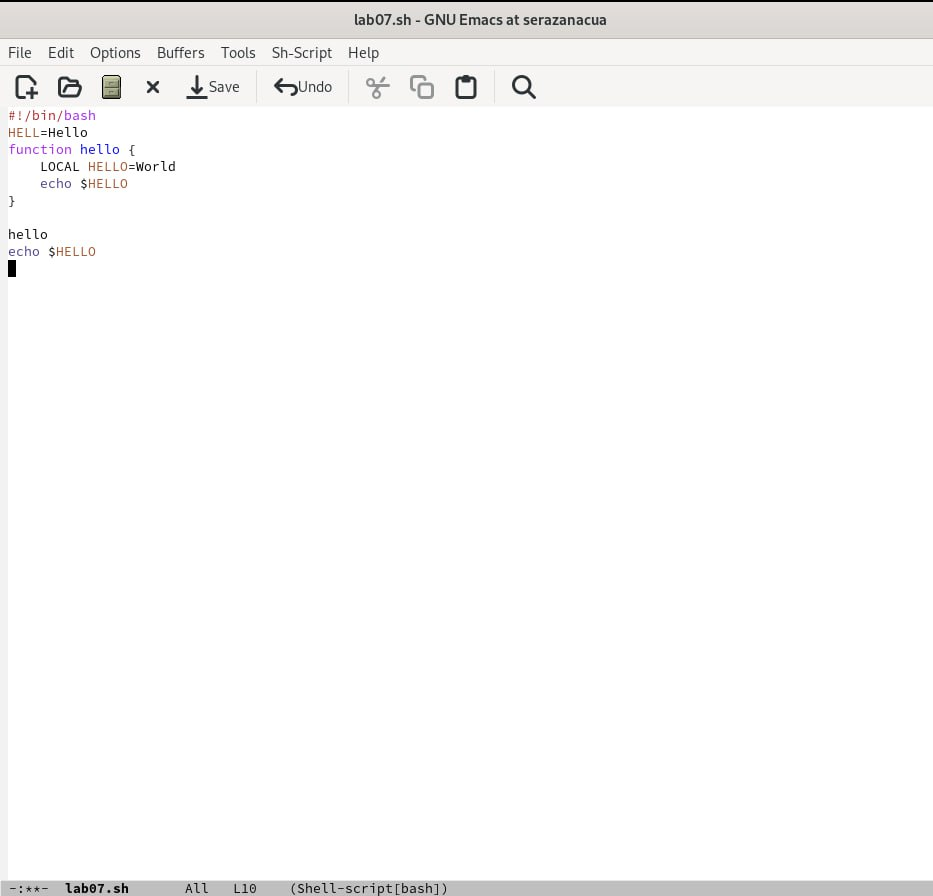 lab07.sh - GNU Emacs at serazanacua
File Edit Options Buffers Tools Sh-Script Help
Save Undo
#!/bin/bash
HELL=Hello
function hello {
    LOCAL HELLO=World
    echo $HELLO
}
hello
echo $HELLO
-:**- lab07.sh All L10 (Shell-script[bash])